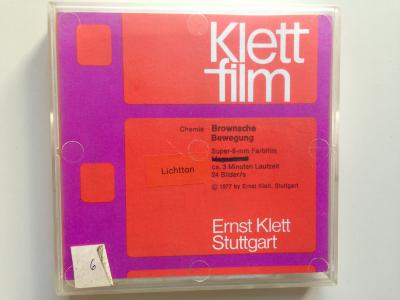 Klett
film
Chemie Brownsche
Bewegung
Super-8-mm Farbfilm
ca. 3 Minuten Laufzeit
24 Bilder/s
© 1977 by Ernst Klett, Stuttgart
Lichtton
Ernst Klett
Stuttgart
6